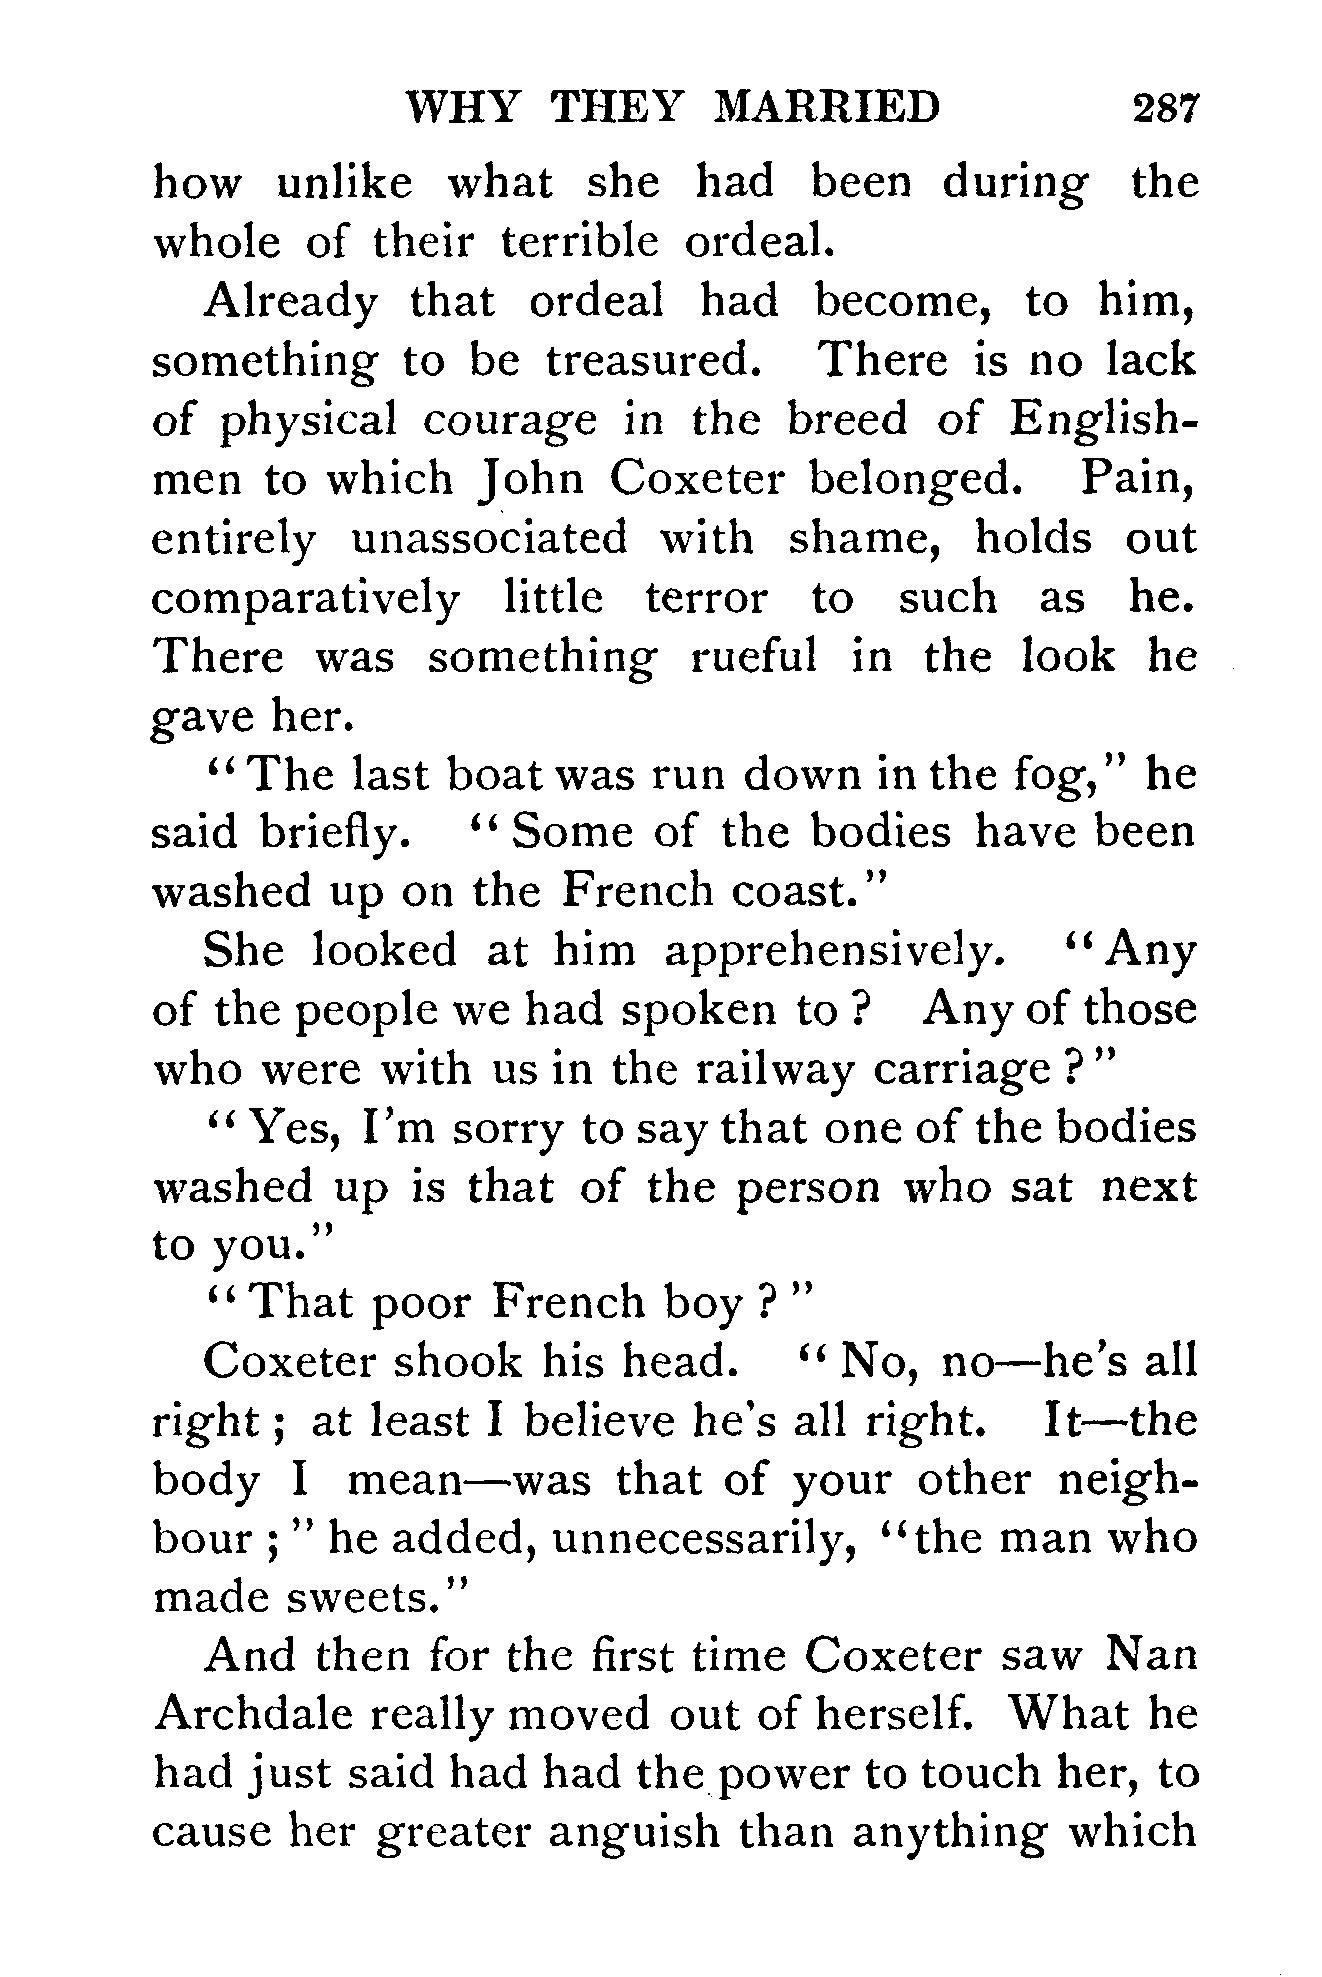 WHY THEY MARRIED 287
how unlike what she had been during the
whole of their terrible ordeal.
Already that ordeal had become, to him,
something to be treasured. There is no lack
of physical courage in the breed of English-
men to which John Coxeter belonged. Pain,
entirely unassociated with shame, holds out
comparatively little terror to such as he.
There was something rueful in the look he
gave her.
“The last boat was run down in the fog,” he
said briefly. “Some of the bodies have been
washed up on the French coast.”
She looked at him apprehensively. “Any
of the people we had spoken to ? Any of those
who were with us in the railway carriage ?”
“Yes, I’m sorry to say that one of the bodies
washed up is that of the person who sat next
to you.”
“That poor French boy ?”
Coxeter shook his head. “No, no—he’s all
right ; at least I believe he’s all right. It—the
body I mean—was that of your other neigh-
bour ; ” he added, unnecessarily, “the man who
made sweets.”
And then for the first time Coxeter saw Nan
Archdale really moved out of herself. What he
had just said had had the power to touch her, to
cause her greater anguish than anything which